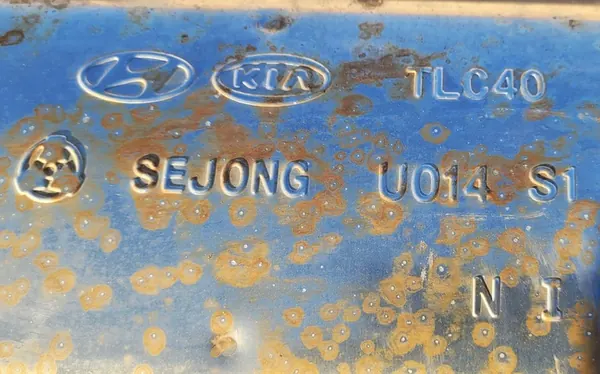 KIA TLC40
SEJONG U014 S1
N I